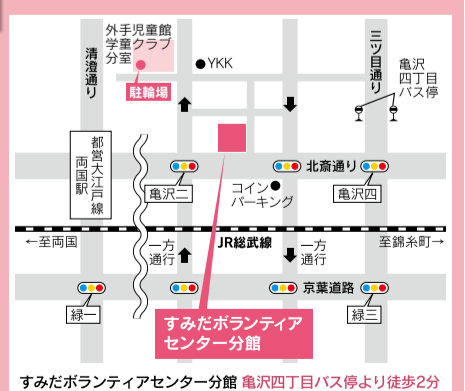 外手児童館
学童クラブ
分室
YKK
駐輪場
清澄通り
三ツ目通り
亀沢
四丁目
バス停
都営大江戸線
両国駅
北斎通り
亀沢二
コイン
パーキング
亀沢四
←至両国
一方
通行
JR総武線
一方
通行
至錦糸町→
京葉道路
緑一
緑三
すみだボランティア
センター分館
すみだボランティアセンター分館 亀沢四丁目バス停より徒歩2分